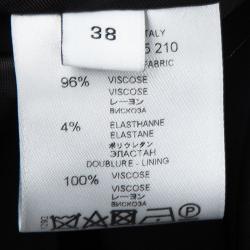 38
ITALY
5 210
FABRIC
96% VISCOSE
VISCOSE
レーヨン
ВИСКОЗА
4% ELASTHANNE
ELASTANE
ポリウレタン
ЭЛАСТАН
DOUBLURE - LINING
100% VISCOSE
VISCOSE
レーヨン
ВИСКОЗА